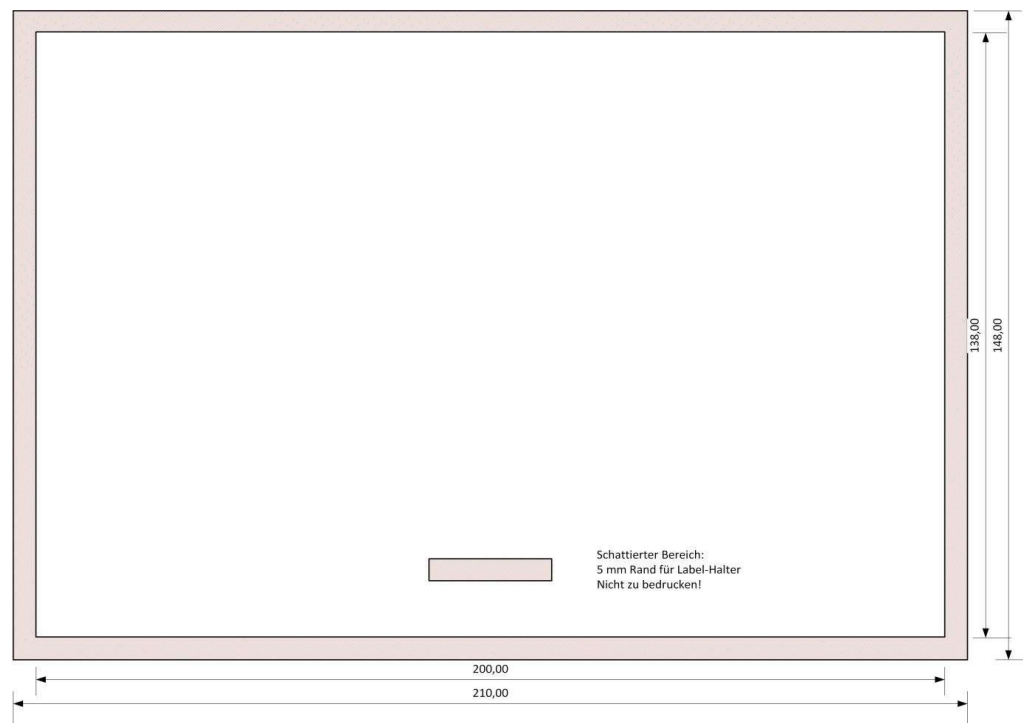 138,00
148,00
Schattierter Bereich:
5 mm Rand für Label-Halter
Nicht zu bedrucken!
200,00
210,00